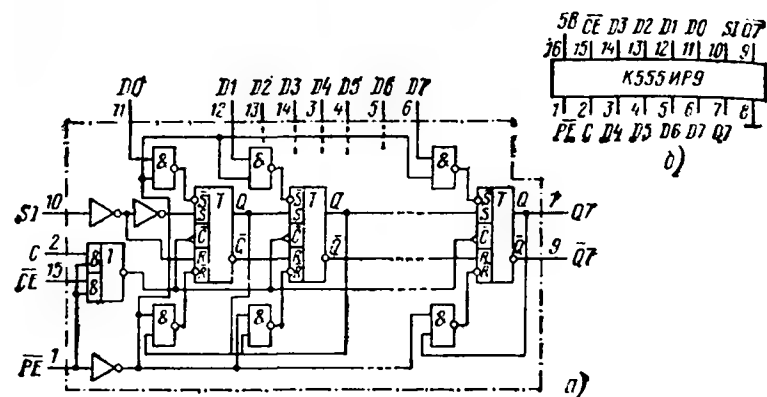 D0 D1 D2 D3 D4 D5 D6 D7
11 12 13 14 3 4 5 6
& & &
SI 10
S T Q
S
C
R Q̅
R
S T Q
S
C
R Q̅
R
S T Q 7 Q7
S
C
R Q̅ 9 Q̅7̅
R
C 2
C̅E̅ 15
& 1
&
& & &
P̅E̅ 1
а)
5В C̅E̅ D3 D2 D1 D0 SI Q̅7̅
16 15 14 13 12 11 10 9
К555ИР9
1 2 3 4 5 6 7 8
P̅E̅ C D4 D5 D6 D7 Q7
б)